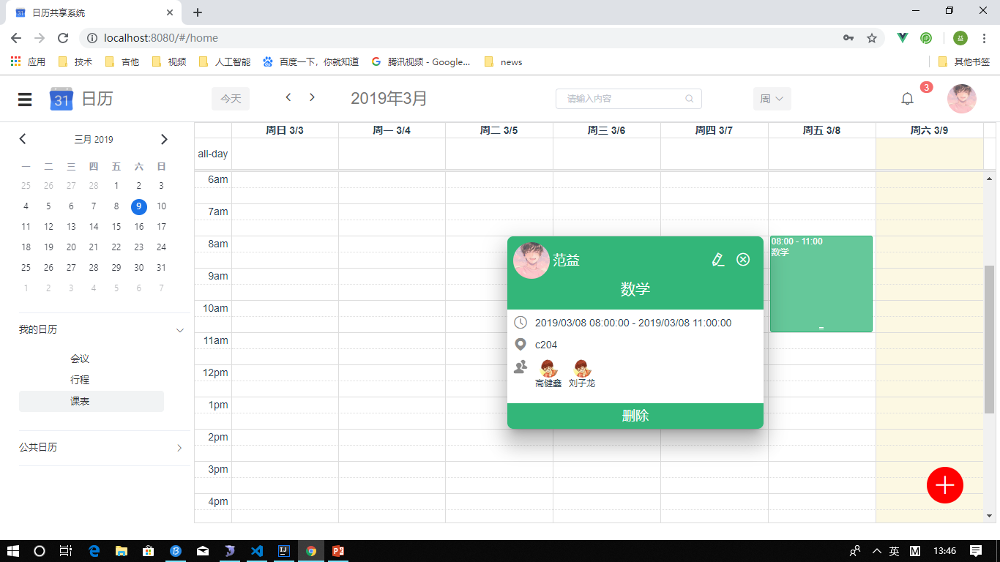 日历共享系统
localhost:8080/#/home
益
应用
技术
吉他
视频
人工智能
百度一下，你就知道
腾讯视频 - Google...
news
其他书签
31
日历
今天
2019年3月
请输入内容
周
3
三月 2019
一 二 三 四 五 六 日
25 26 27 28 1 2 3
4 5 6 7 8 9 10
11 12 13 14 15 16 17
18 19 20 21 22 23 24
25 26 27 28 29 30 31
1 2 3 4 5 6 7
我的日历
会议
行程
课表
公共日历
周日 3/3
周一 3/4
周二 3/5
周三 3/6
周四 3/7
周五 3/8
周六 3/9
all-day
6am
7am
8am
9am
10am
11am
12pm
1pm
2pm
3pm
4pm
08:00 - 11:00
数学
范益
数学
2019/03/08 08:00:00 - 2019/03/08 11:00:00
c204
高健鑫
刘子龙
删除
英
M
13:46